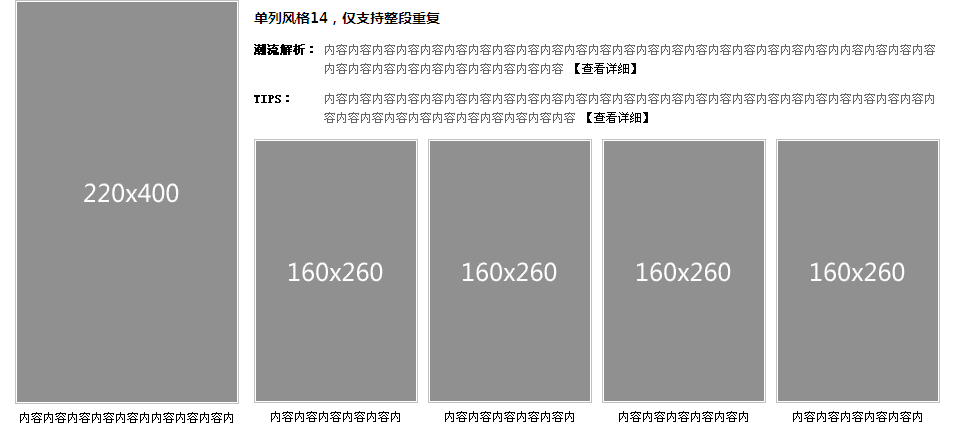 单列风格14，仅支持整段重复
潮流解析： 内容内容内容内容内容内容内容内容内容内容内容内容内容内容内容内容内容内容内容内容内容内内容内容内容内容
内容内容内容内容内容内容内容内容内容内容 【查看详细】
TIPS： 内容内容内容内容内容内容内容内容内容内容内容内容内容内容内容内容内容内容内容内容内容内容内容内容内容内
容内容内容内容内容内容内容内容内容内容内容 【查看详细】
220x400
160x260 160x260 160x260 160x260
内容内容内容内容内容内容内容内容内容 内容内容内容内容内容内 内容内容内容内容内容内 内容内容内容内容内容内 内容内容内容内容内容内